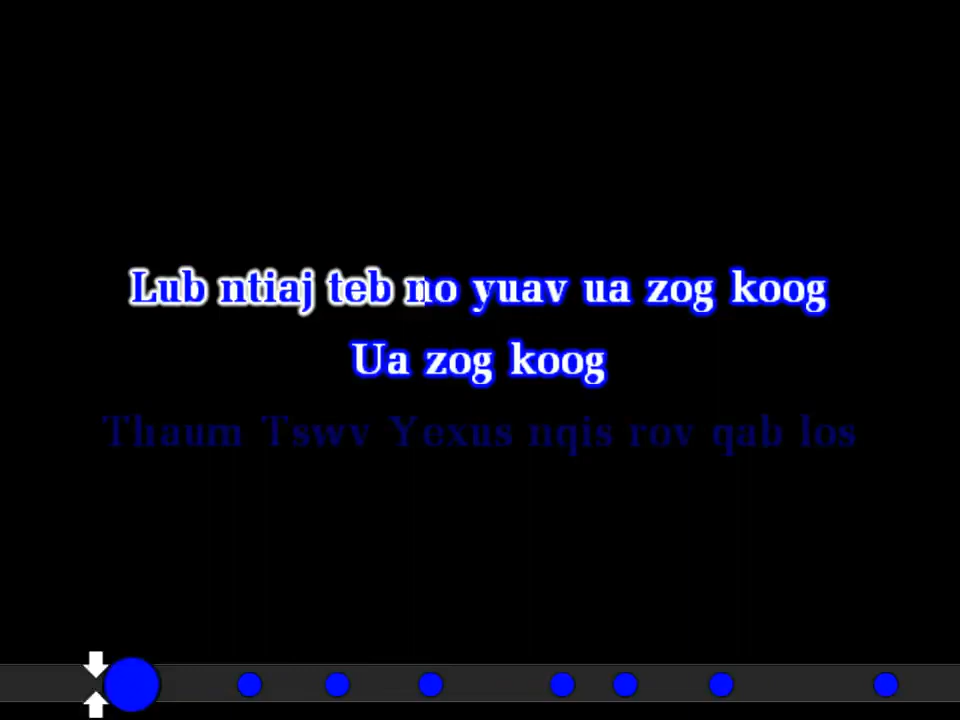 Lub ntiaj teb no yuav ua zog koog
Ua zog koog
Thaum Tswv Yexus nqis rov qab los